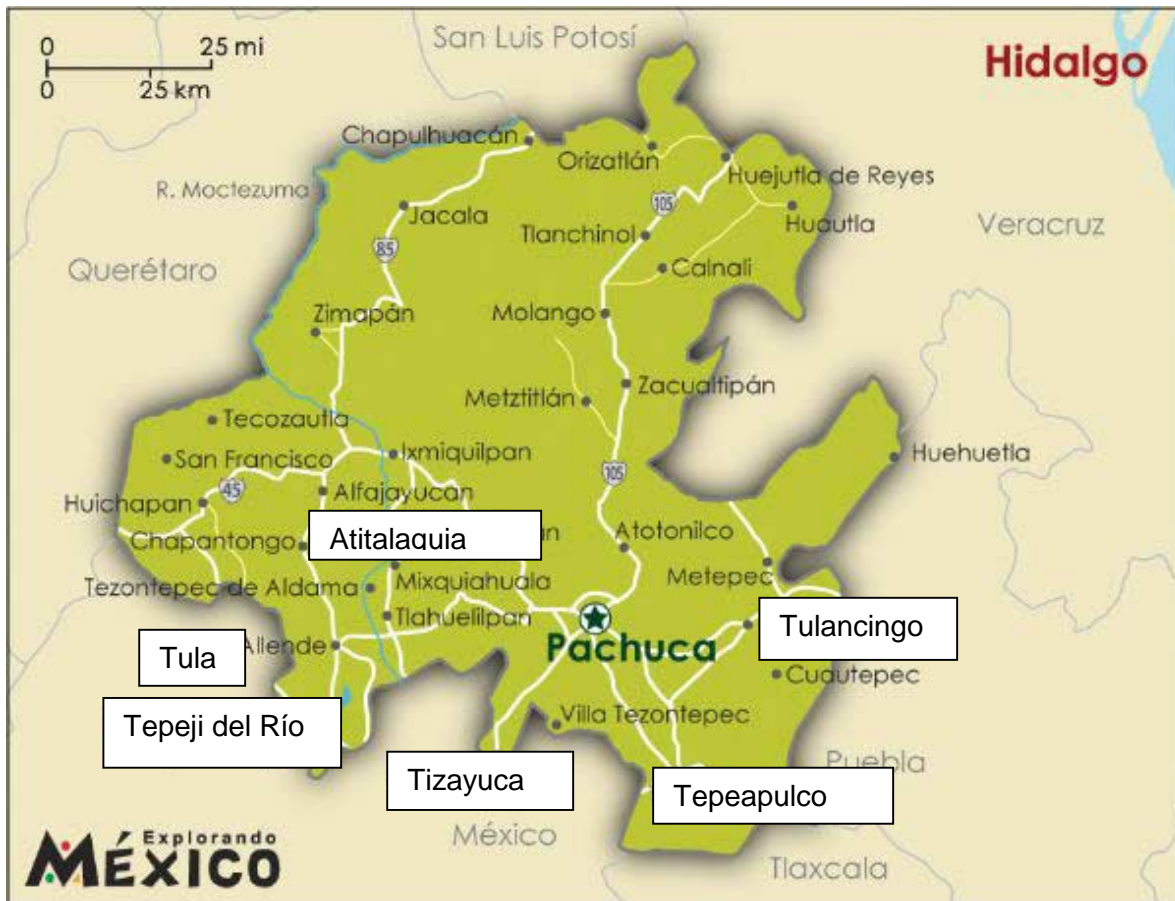 0 25 mi
0 25 km
San Luis Potosí
Hidalgo
Chapulhuacán
Orizatlán
Huejutla de Reyes
R. Moctezuma
Jacala
105
Huautla
Veracruz
Tlanchinol
85
Querétaro
Calnali
Zimapán
Molango
Metztitlán
Zacualtipán
Tecozautla
Ixmiquilpan
San Francisco
Huehuetla
105
45
Alfajayucán
Huichapan
Atitalaquia
an
Chapantongo
Atotonilco
Metepec
Tezontepec de Aldama
Mixquiahuala
Tlahuelilpan
Tulancingo
Tula
Allende
Pachuca
Cuautepec
Tepeji del Río
Villa Tezontepec
Tizayuca
Puebla
Tepeapulco
México
Explorando
MÉXICO
Tlaxcala